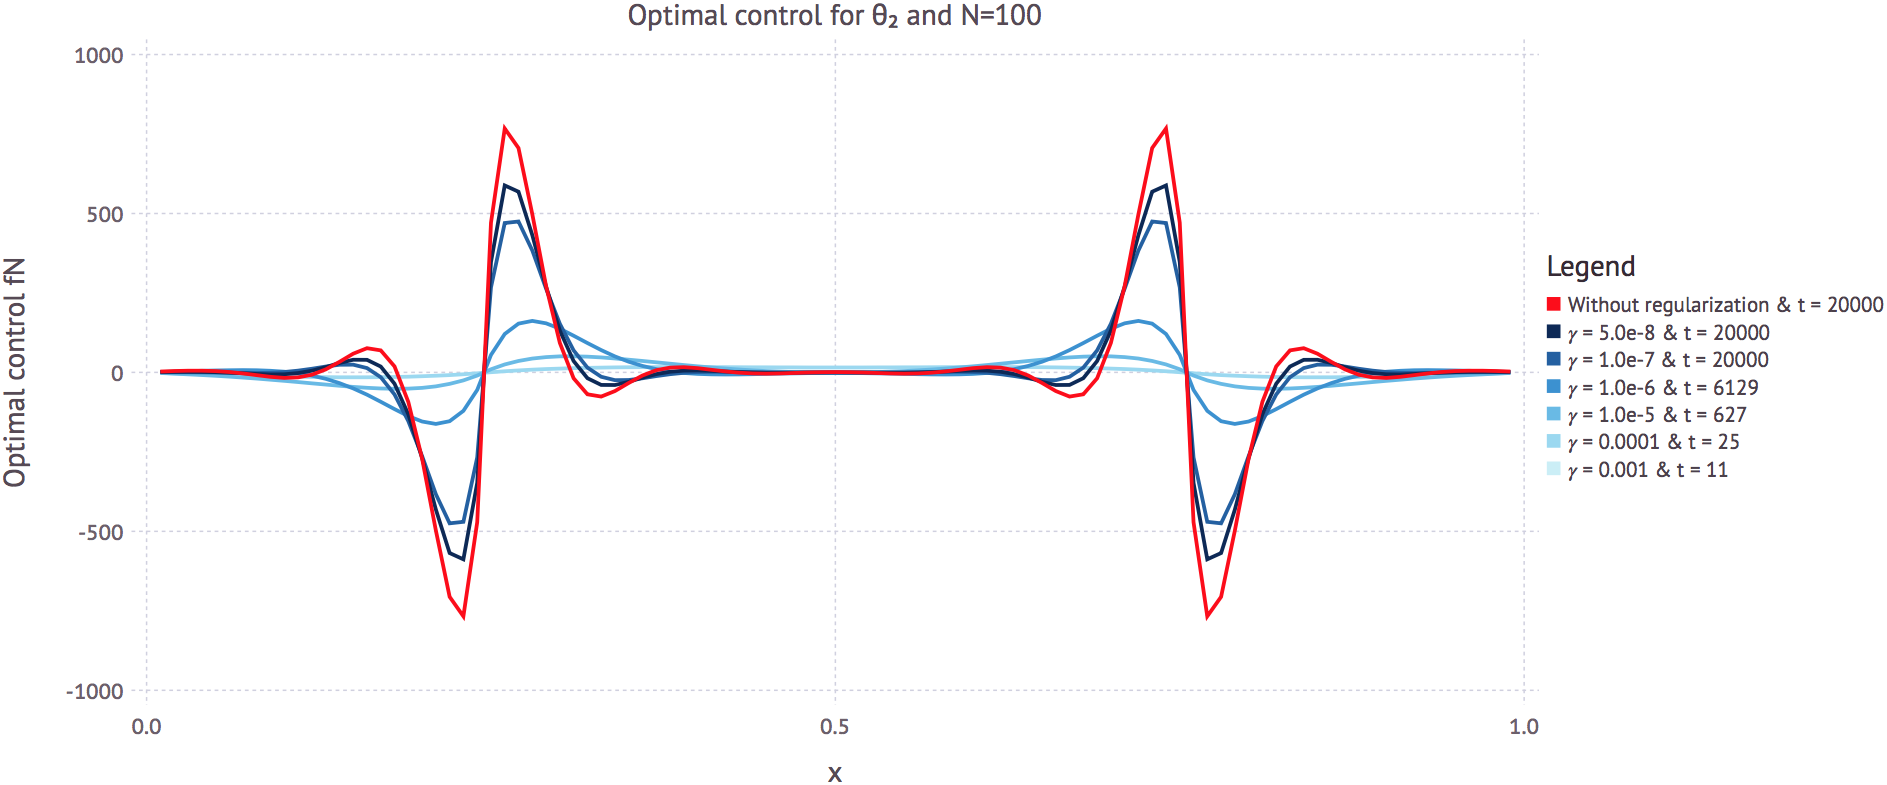 Optimal control for θ₂ and N=100
Optimal control fN
1000
500
0
-500
-1000
0.0
0.5
1.0
x
Legend
Without regularization & t = 20000
γ = 5.0e-8 & t = 20000
γ = 1.0e-7 & t = 20000
γ = 1.0e-6 & t = 6129
γ = 1.0e-5 & t = 627
γ = 0.0001 & t = 25
γ = 0.001 & t = 11